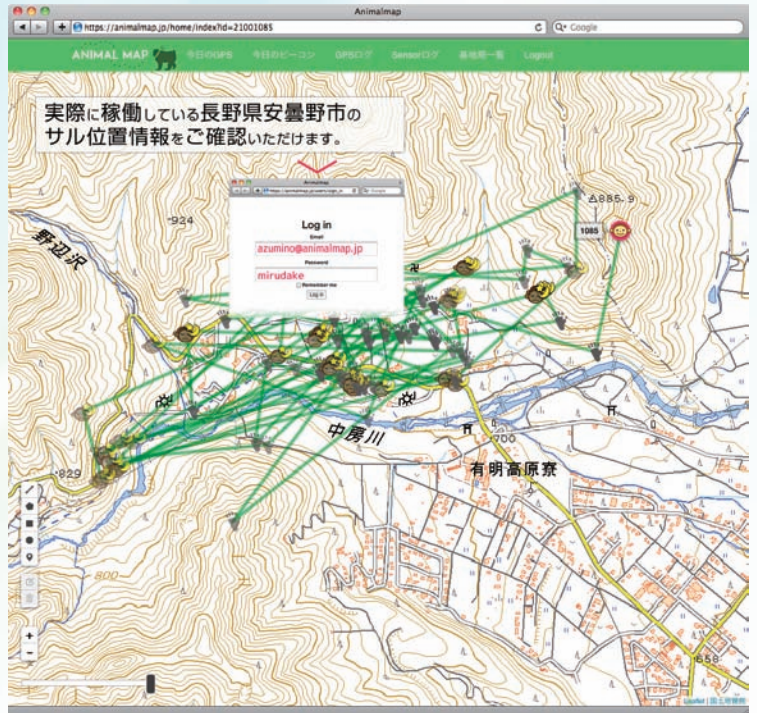 Animalmap
https://animalmap.jp/home/index?id=21001085
Google
ANIMAL MAP 今日のGPS 今日のビーコン GPSログ Sensorログ 基地局一覧 Logout
実際に稼働している長野県安曇野市の
サル位置情報をご確認いただけます。
885.9
924
Animalmap
Google
1085
Log in
野辺沢
Email
azumino@animalmap.jp
Password
mirudake
Remember me
Log in
中房川
700
有明高原寮
829
800
658
+
-
Leaflet | 国土地理院